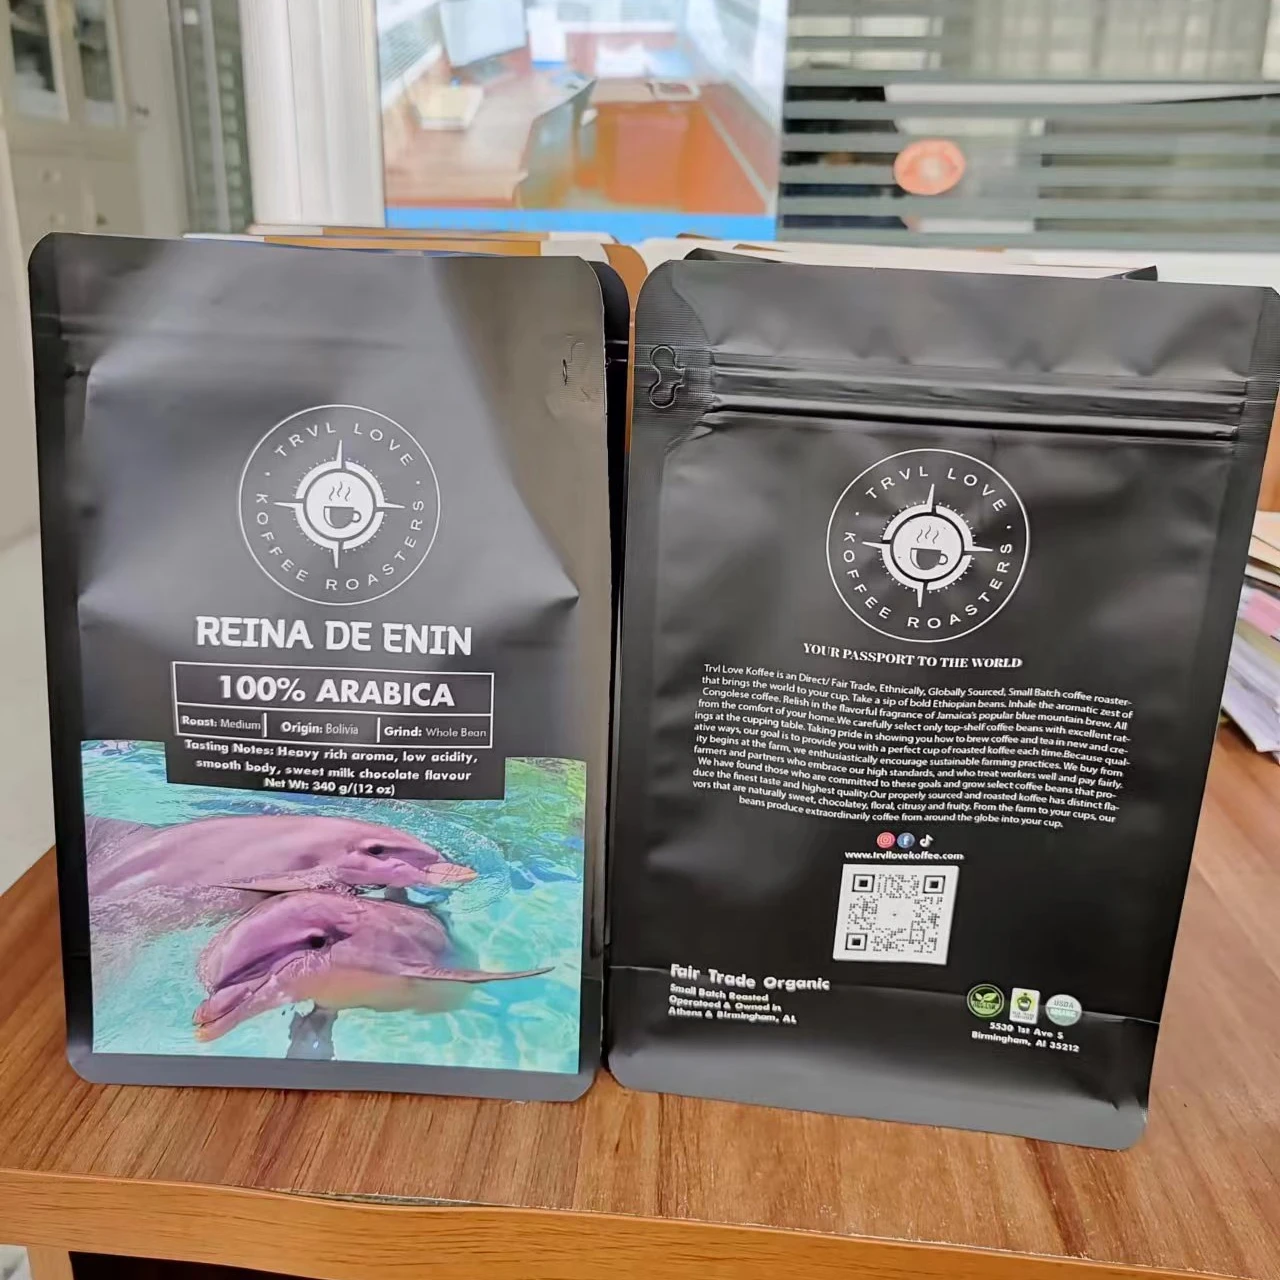 TRVL LOVE
KOFFEE ROASTERS
REINA DE ENIN
100% ARABICA
Roast: Medium
Origin: Bolivia
Grind: Whole Bean
Tasting Notes: Heavy rich aroma, low acidity,
smooth body, sweet milk chocolate flavour
Net Wt: 340 g/(12 oz)
TRVL LOVE
KOFFEE ROASTERS
YOUR PASSPORT TO THE WORLD
Trvl Love Koffee is an Direct/ Fair Trade, Ethnically, Globally Sourced, Small Batch coffee roaster-
that brings the world to your cup. Take a sip of bold Ethiopian beans. Inhale the aromatic zest of
Congolese coffee. Relish in the flavorful fragrance of Jamaica's popular blue mountain brew. All
from the comfort of your home.We carefully select only top-shelf coffee beans with excellent rat-
ings at the cupping table. Taking pride in showing you how to brew coffee and tea in new and cre-
ative ways, our goal is to provide you with a perfect cup of roasted koffee each time.Because qual-
ity begins at the farm, we enthusiastically encourage sustainable farming practices. We buy from
farmers and partners who embrace our high standards, and who treat workers well and pay fairly.
We have found those who are committed to these goals and grow select coffee beans that pro-
duce the finest taste and highest quality.Our properly sourced and roasted koffee has distinct fla-
vors that are naturally sweet, chocolatey, floral, citrusy and fruity. From the farm to your cups, our
beans produce extraordinarily coffee from around the globe into your cup.
www.trvllovekoffee.com
Fair Trade Organic
Small Batch Roasted
Operateed & Owned in
Athens & Birmingham, AL
USDA
ORGANIC
5530 1st Ave S
Birmingham, Al 35212